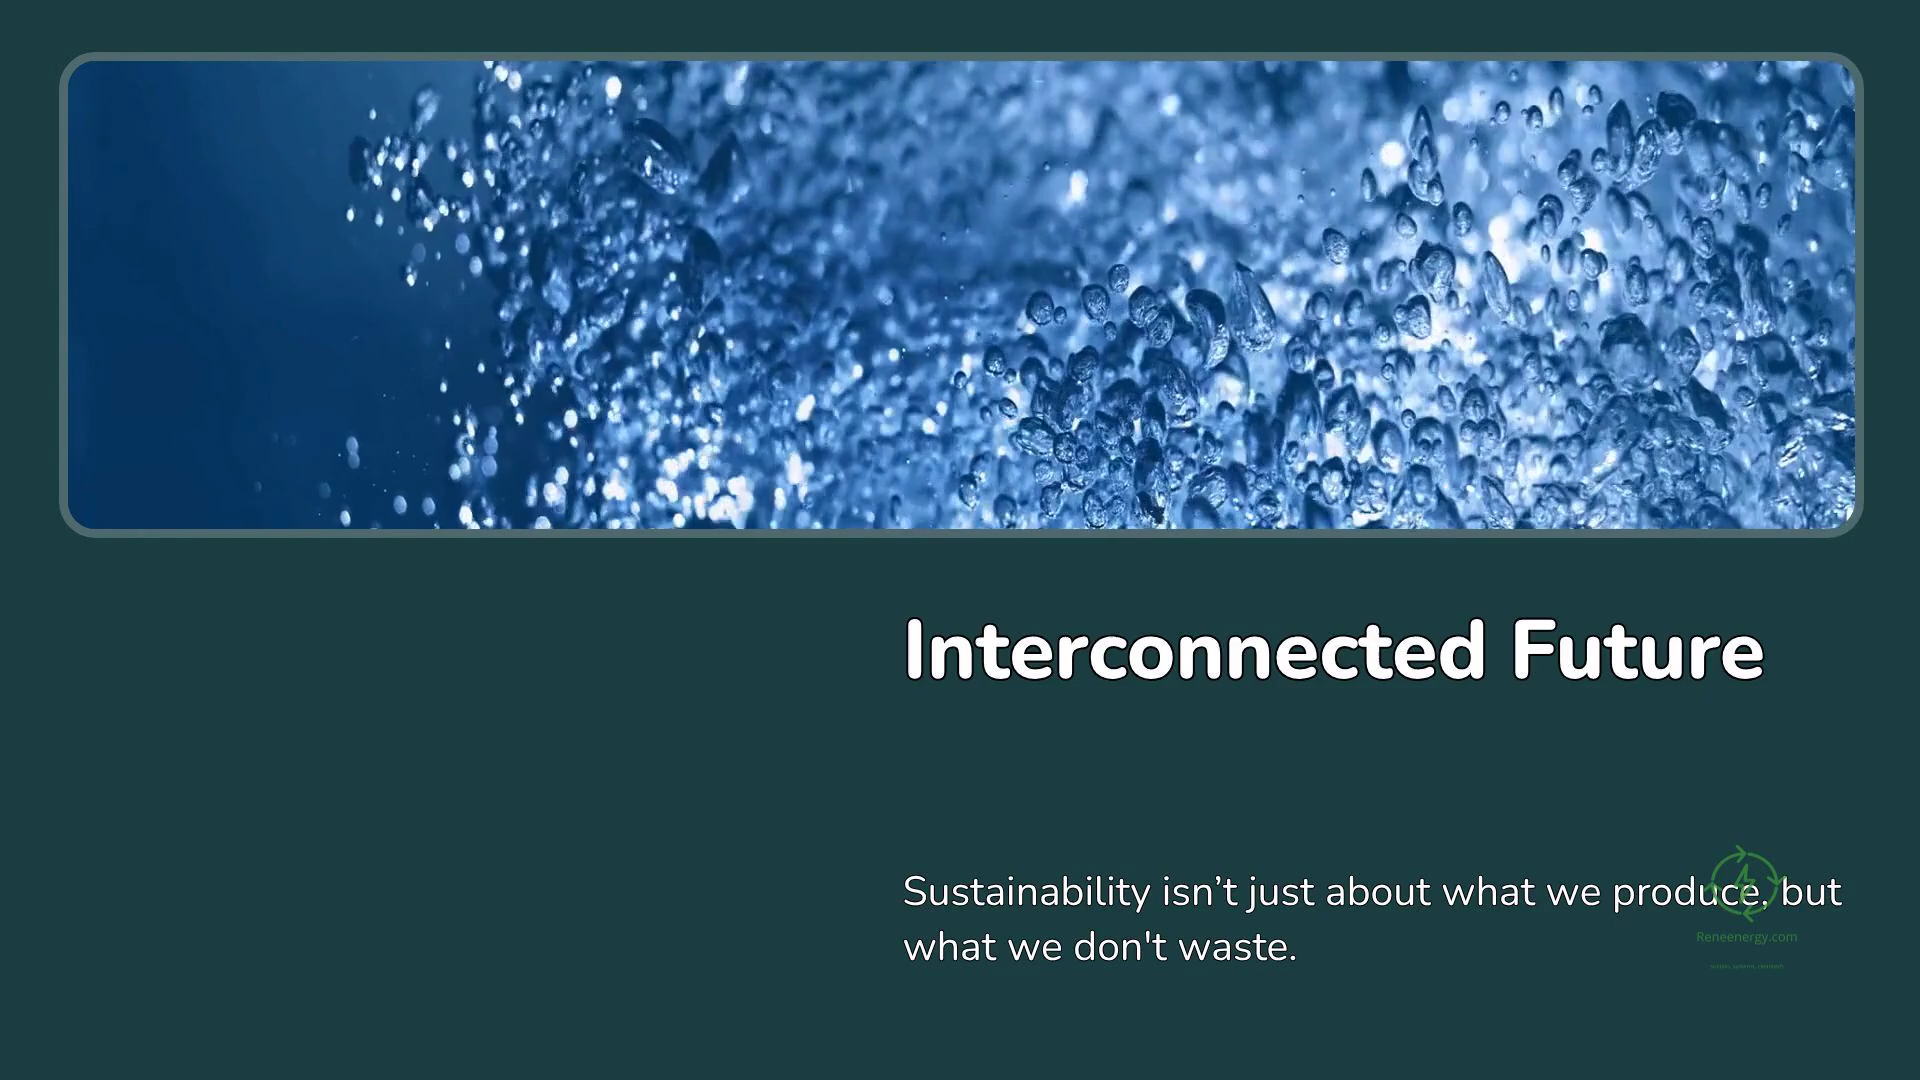 Interconnected Future
Sustainability isn’t just about what we produce, but
what we don't waste.
Reneenergy.com